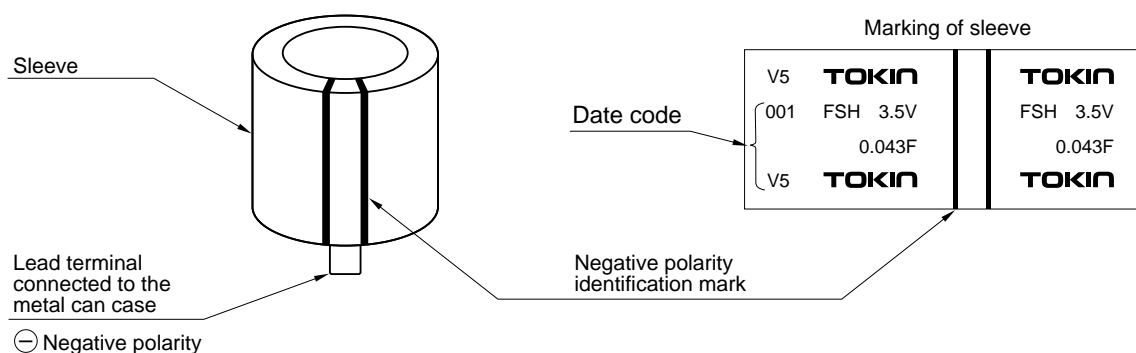 Sleeve
Lead terminal
connected to the
metal can case
⊖ Negative polarity
Marking of sleeve
Date code
V5 TOKIN TOKIN
001 FSH 3.5V FSH 3.5V
0.043F 0.043F
V5 TOKIN TOKIN
Negative polarity
identification mark